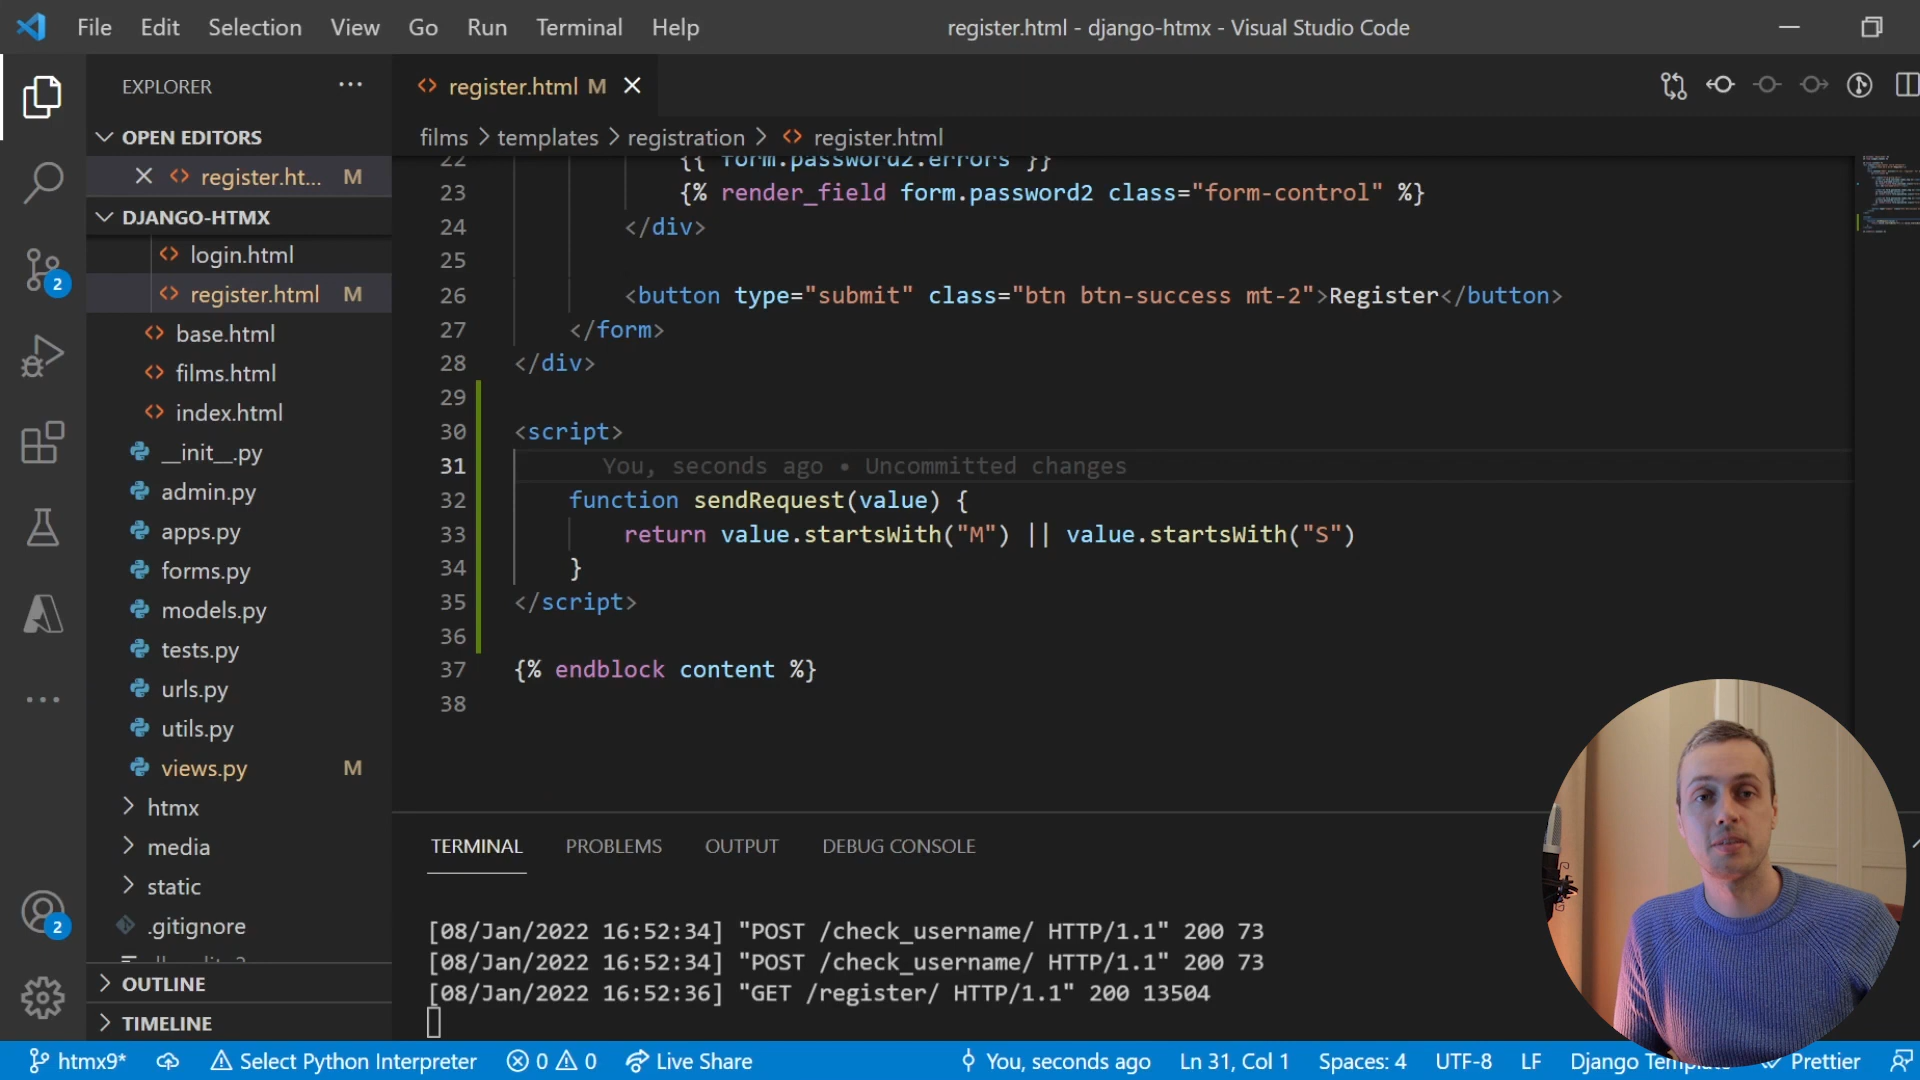 File Edit Selection View Go Run Terminal Help
register.html - django-htmx - Visual Studio Code
EXPLORER
OPEN EDITORS
register.ht... M
DJANGO-HTMX
login.html
register.html M
base.html
films.html
index.html
__init__.py
admin.py
apps.py
forms.py
models.py
tests.py
urls.py
utils.py
views.py M
htmx
media
static
.gitignore
OUTLINE
TIMELINE
2
2
register.html M
films > templates > registration > register.html
22 {{ form.password2.errors }}
23 {% render_field form.password2 class="form-control" %}
24 </div>
25
26 <button type="submit" class="btn btn-success mt-2">Register</button>
27 </form>
28 </div>
29
30 <script>
31 You, seconds ago • Uncommitted changes
32 function sendRequest(value) {
33 return value.startsWith("M") || value.startsWith("S")
34 }
35 </script>
36
37 {% endblock content %}
38
TERMINAL PROBLEMS OUTPUT DEBUG CONSOLE
[08/Jan/2022 16:52:34] "POST /check_username/ HTTP/1.1" 200 73
[08/Jan/2022 16:52:34] "POST /check_username/ HTTP/1.1" 200 73
[08/Jan/2022 16:52:36] "GET /register/ HTTP/1.1" 200 13504
htmx9* Select Python Interpreter 0 0 Live Share You, seconds ago Ln 31, Col 1 Spaces: 4 UTF-8 LF Django Prettier